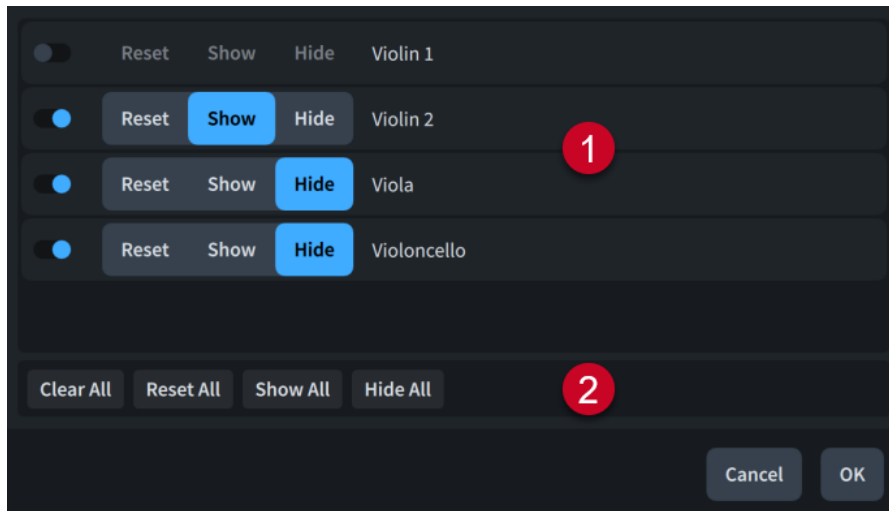 Reset Show Hide Violin 1
Reset Show Hide Violin 2
1
Reset Show Hide Viola
Reset Show Hide Violoncello
Clear All Reset All Show All Hide All 2
Cancel OK